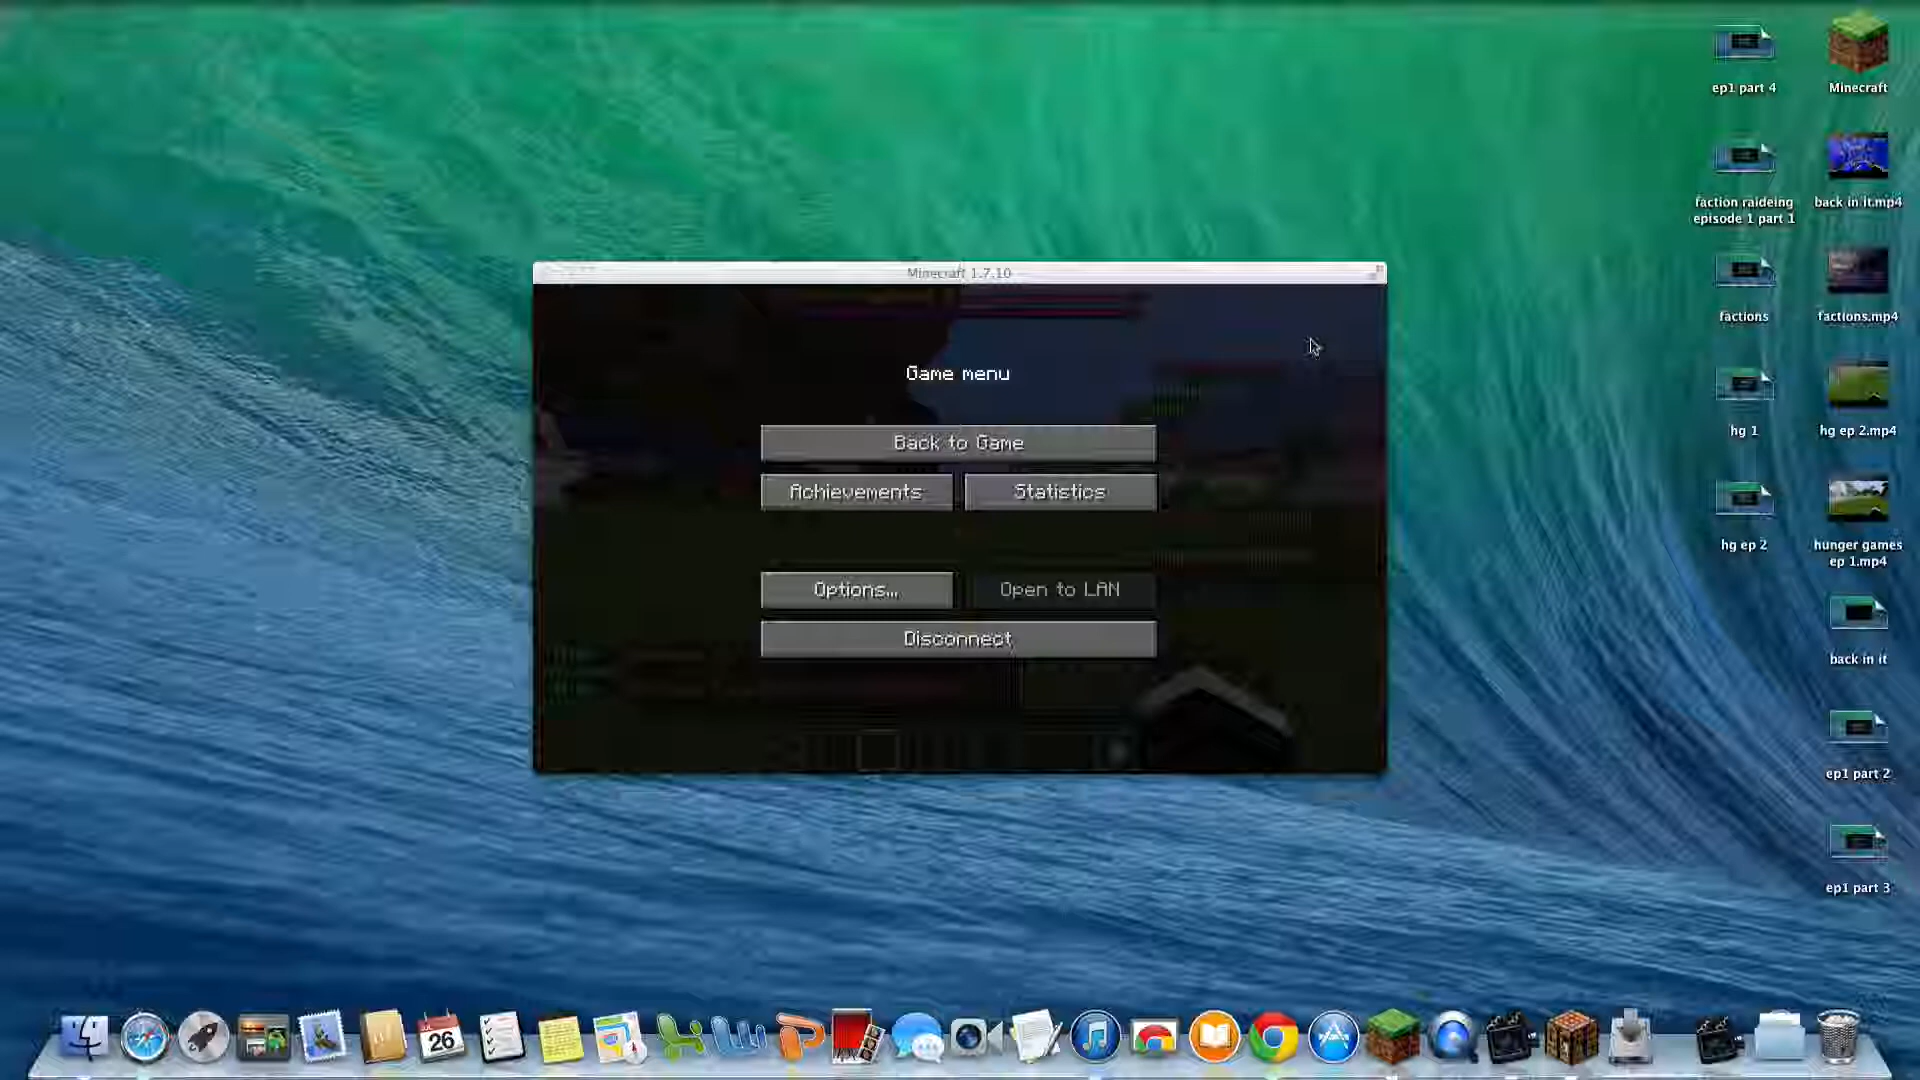 ep1 part 4
Minecraft
faction raideing
episode 1 part 1
back in it.mp4
Minecraft 1.7.10
factions
factions.mp4
Game menu
hg 1
hg ep 2.mp4
Back to Game
Achievements
Statistics
hg ep 2
hunger games
ep 1.mp4
Options...
Open to LAN
Disconnect
back in it
ep1 part 2
ep1 part 3
JUL
26